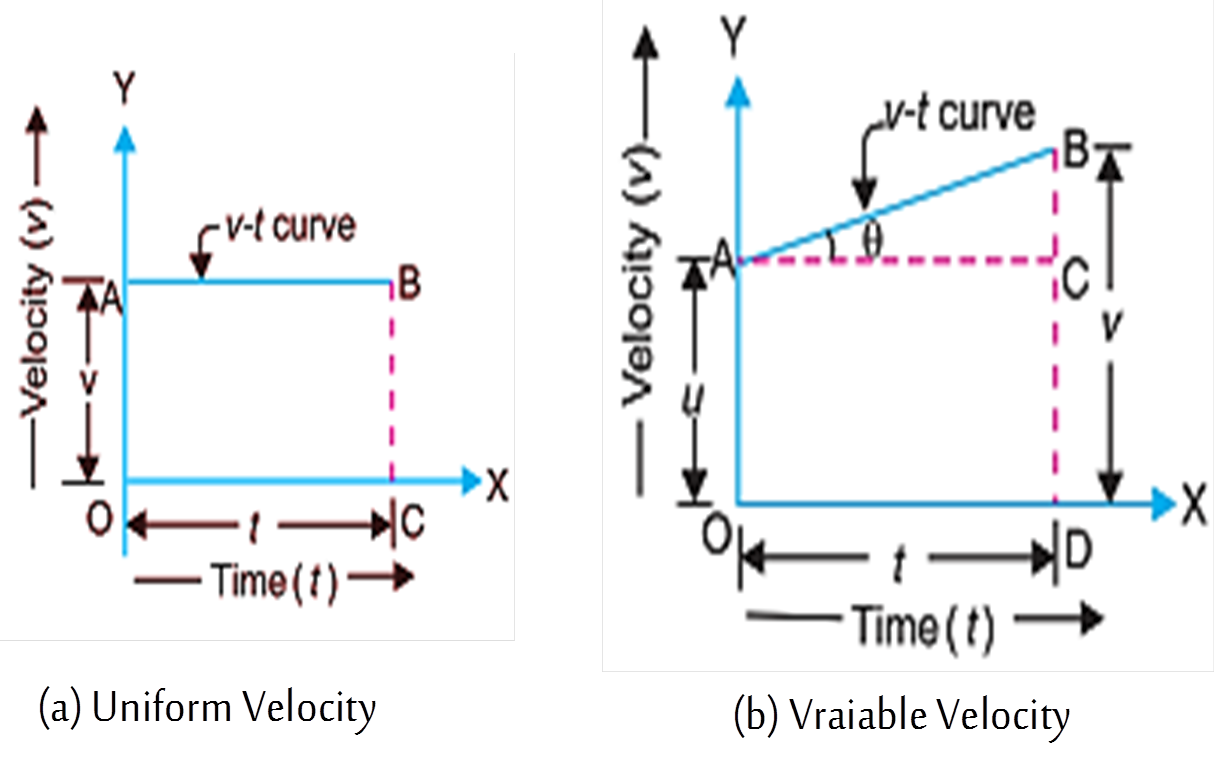 Y
Velocity (v)
v-t curve
A
B
v
X
O
t
C
Time (t)
(a) Uniform Velocity
Y
Velocity (v)
v-t curve
B
θ
A
C
u
v
X
O
t
D
Time (t)
(b) Vraiable Velocity